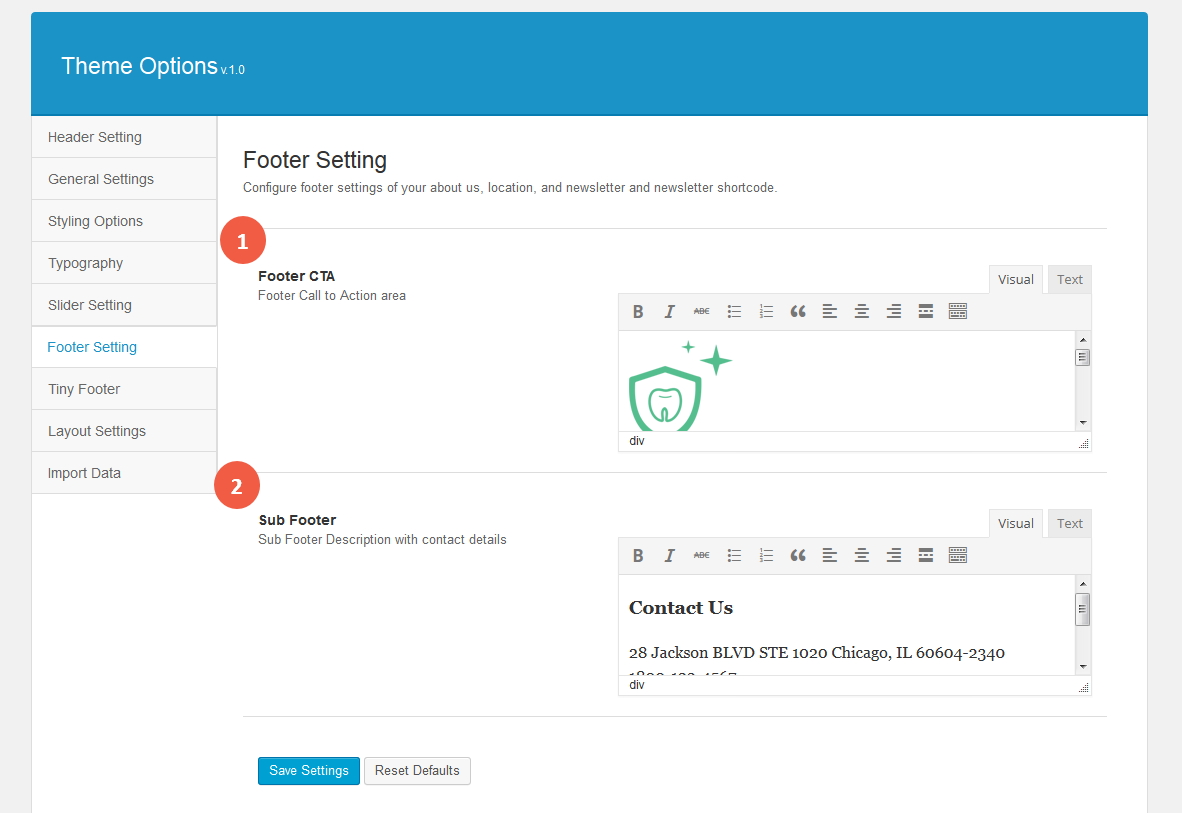 Theme Options v.1.0
Header Setting
General Settings
Styling Options
Typography
Slider Setting
Footer Setting
Tiny Footer
Layout Settings
Import Data
Footer Setting
Configure footer settings of your about us, location, and newsletter and newsletter shortcode.
1
Footer CTA
Footer Call to Action area
Visual Text
B I ABC
div
2
Sub Footer
Sub Footer Description with contact details
Visual Text
B I ABC
Contact Us
28 Jackson BLVD STE 1020 Chicago, IL 60604-2340
div
Save Settings Reset Defaults